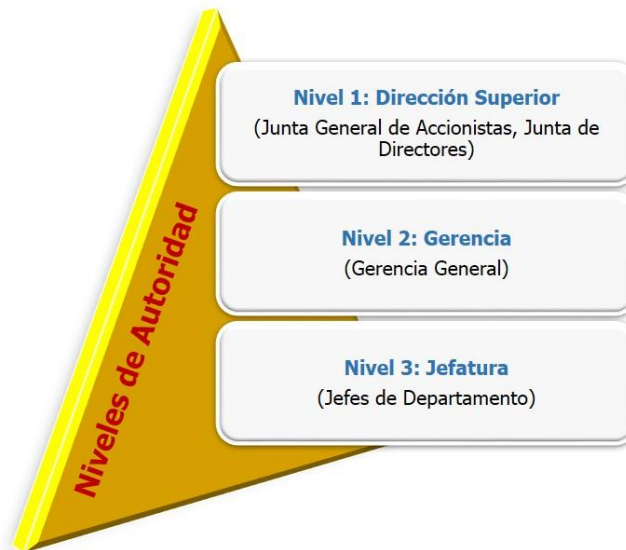 Niveles de Autoridad
Nivel 1: Dirección Superior
(Junta General de Accionistas, Junta de
Directores)
Nivel 2: Gerencia
(Gerencia General)
Nivel 3: Jefatura
(Jefes de Departamento)